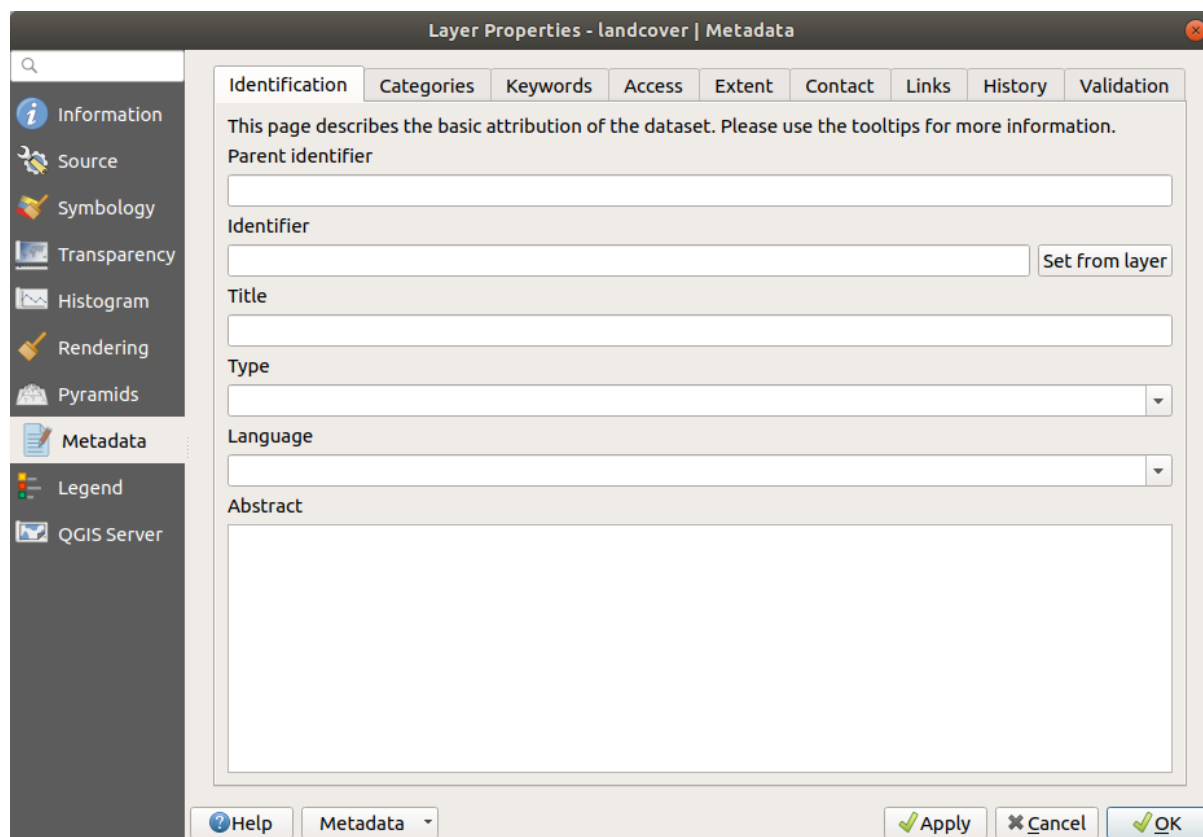 Layer Properties - landcover | Metadata
Information
Source
Symbology
Transparency
Histogram
Rendering
Pyramids
Metadata
Legend
QGIS Server
Identification Categories Keywords Access Extent Contact Links History Validation
This page describes the basic attribution of the dataset. Please use the tooltips for more information.
Parent identifier
Identifier
Set from layer
Title
Type
Language
Abstract
Help Metadata Apply Cancel OK